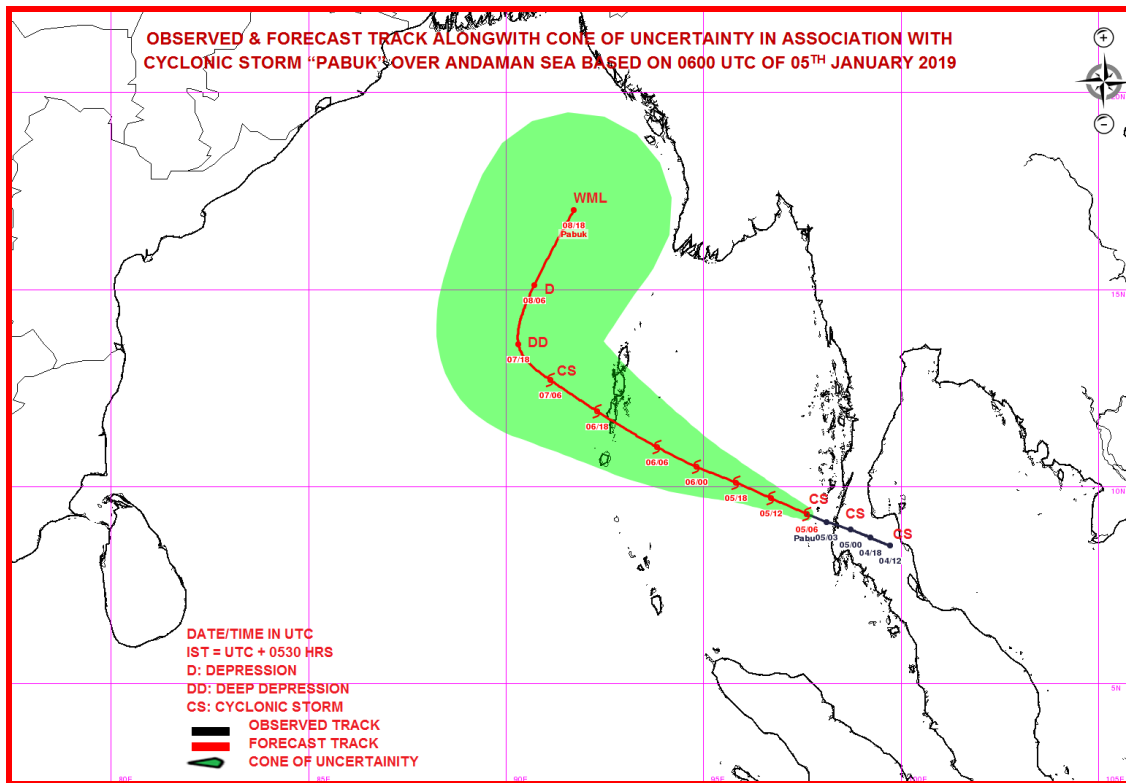 OBSERVED & FORECAST TRACK ALONGWITH CONE OF UNCERTAINTY IN ASSOCIATION WITH
CYCLONIC STORM “PABUK” OVER ANDAMAN SEA BASED ON 0600 UTC OF 05TH JANUARY 2019
+
20N
−
WML
08/18
Pabuk
15N
D
08/06
DD
07/18
CS
07/06
06/18
06/06
06/00
10N
05/18
05/12
CS
05/06
Pabu
05/03
CS
05/00
04/18
CS
04/12
5N
DATE/TIME IN UTC
IST = UTC + 0530 HRS
D: DEPRESSION
DD: DEEP DEPRESSION
CS: CYCLONIC STORM
OBSERVED TRACK
FORECAST TRACK
CONE OF UNCERTAINITY
80E
85E
90E
95E
100E
105E